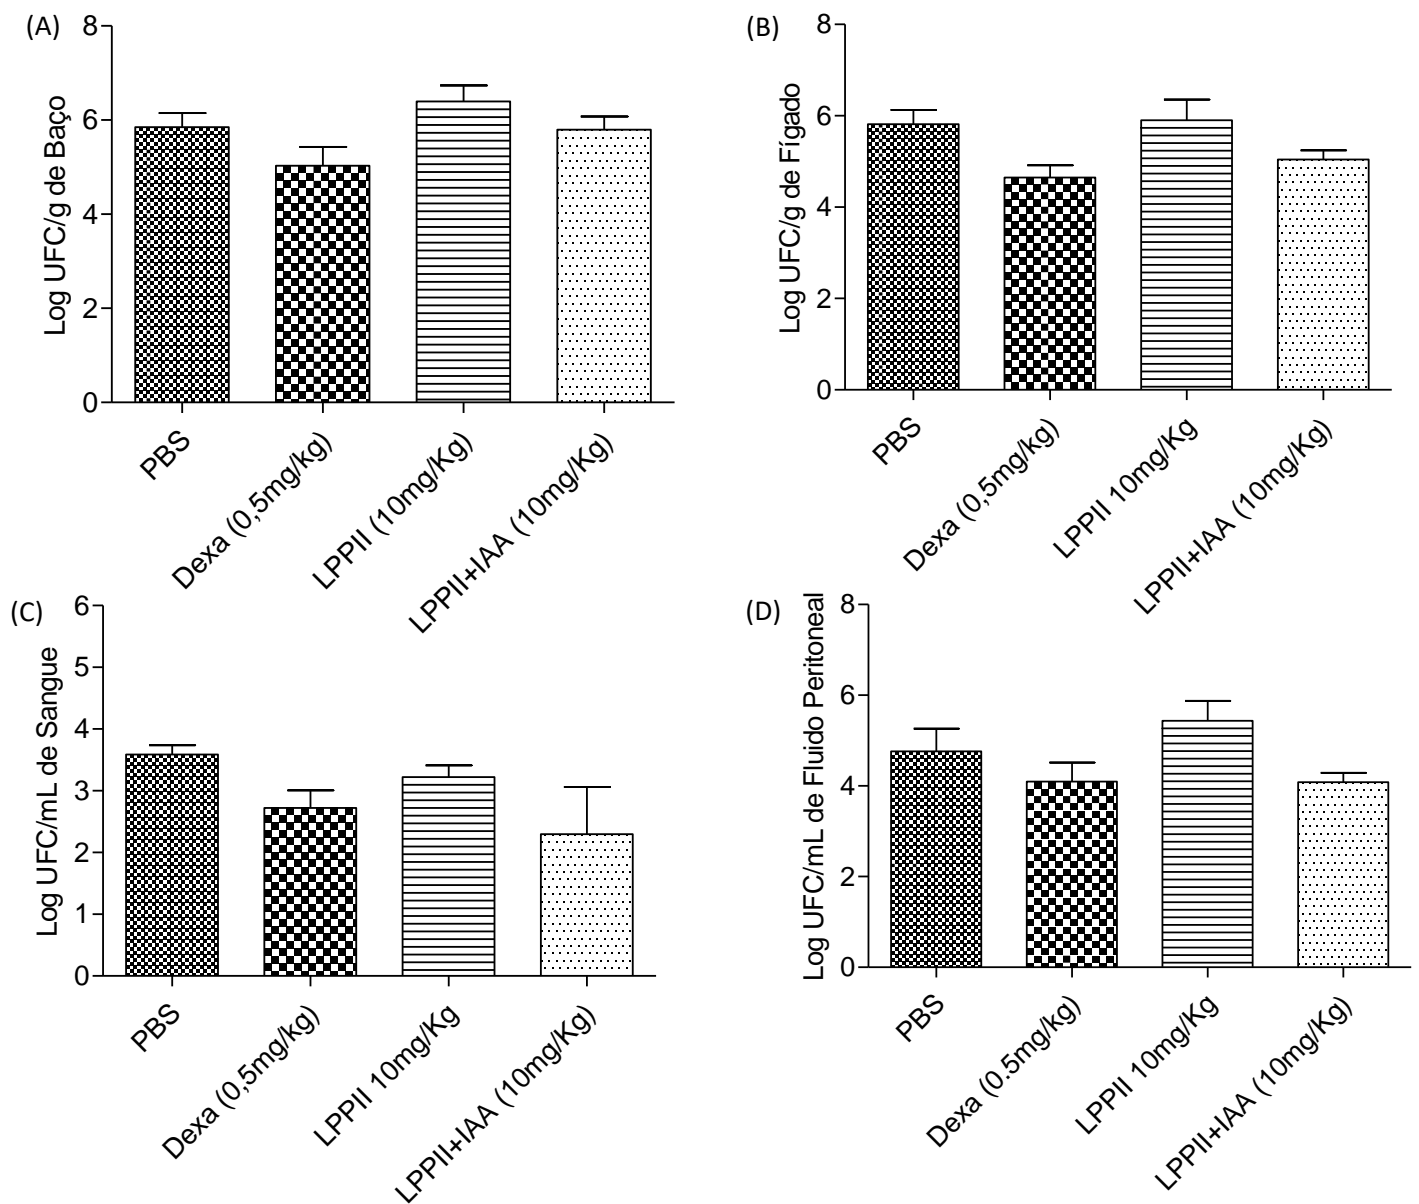 (A)
Log UFC/g de Baço
8
6
4
2
0
PBS
Dexa (0,5mg/kg)
LPPII (10mg/Kg)
LPPII+IAA (10mg/Kg)
(B)
Log UFC/g de Fígado
8
6
4
2
0
PBS
Dexa (0,5mg/kg)
LPPII 10mg/Kg
LPPII+IAA (10mg/Kg)
(C)
Log UFC/mL de Sangue
6
5
4
3
2
1
0
PBS
Dexa (0,5mg/kg)
LPPII 10mg/Kg
LPPII+IAA (10mg/Kg)
(D)
Log UFC/mL de Fluido Peritoneal
8
6
4
2
0
PBS
Dexa (0.5mg/kg)
LPPII 10mg/Kg
LPPII+IAA (10mg/Kg)